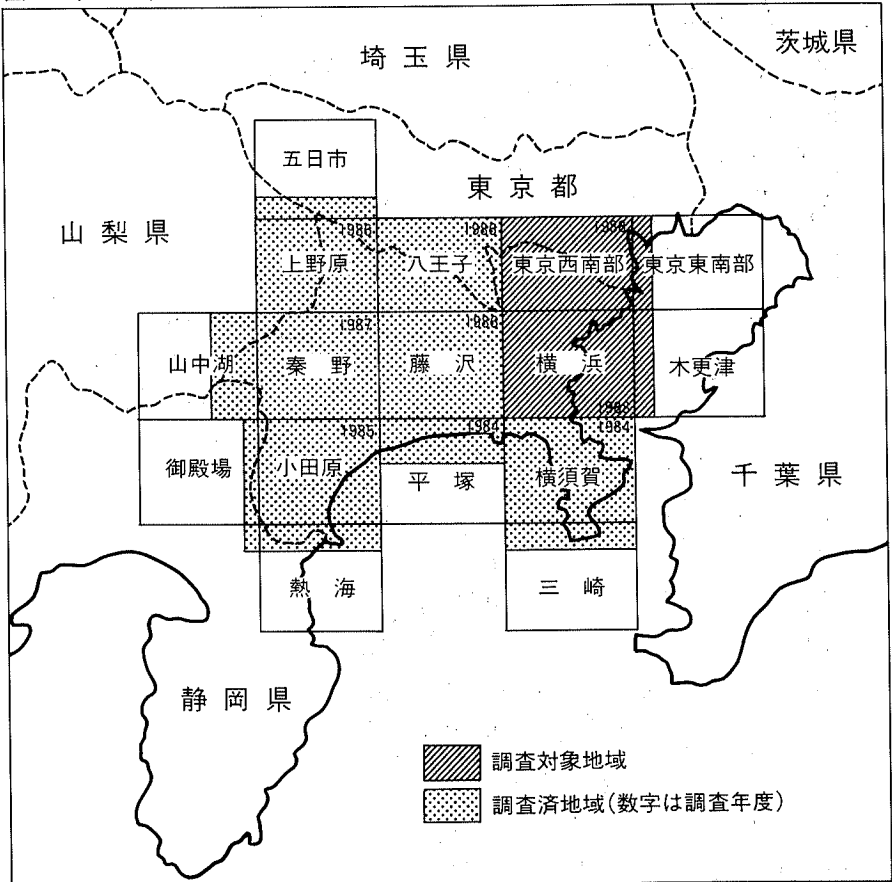 茨城県
埼玉県
五日市
東京都
山梨県
1986
1988
1988
上野原
八王子
東京西南部
東京東南部
1987
1986
山中湖
秦野
藤沢
横浜
木更津
1985
1984
1984
御殿場
小田原
平塚
横須賀
千葉県
熱海
三崎
静岡県
調査対象地域
調査済地域(数字は調査年度)